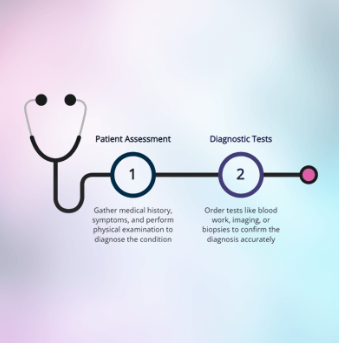 Patient Assessment
Diagnostic Tests
1
2
Gather medical history,
symptoms, and perform
physical examination to
diagnose the condition
Order tests like blood
work, imaging, or
biopsies to confirm the
diagnosis accurately